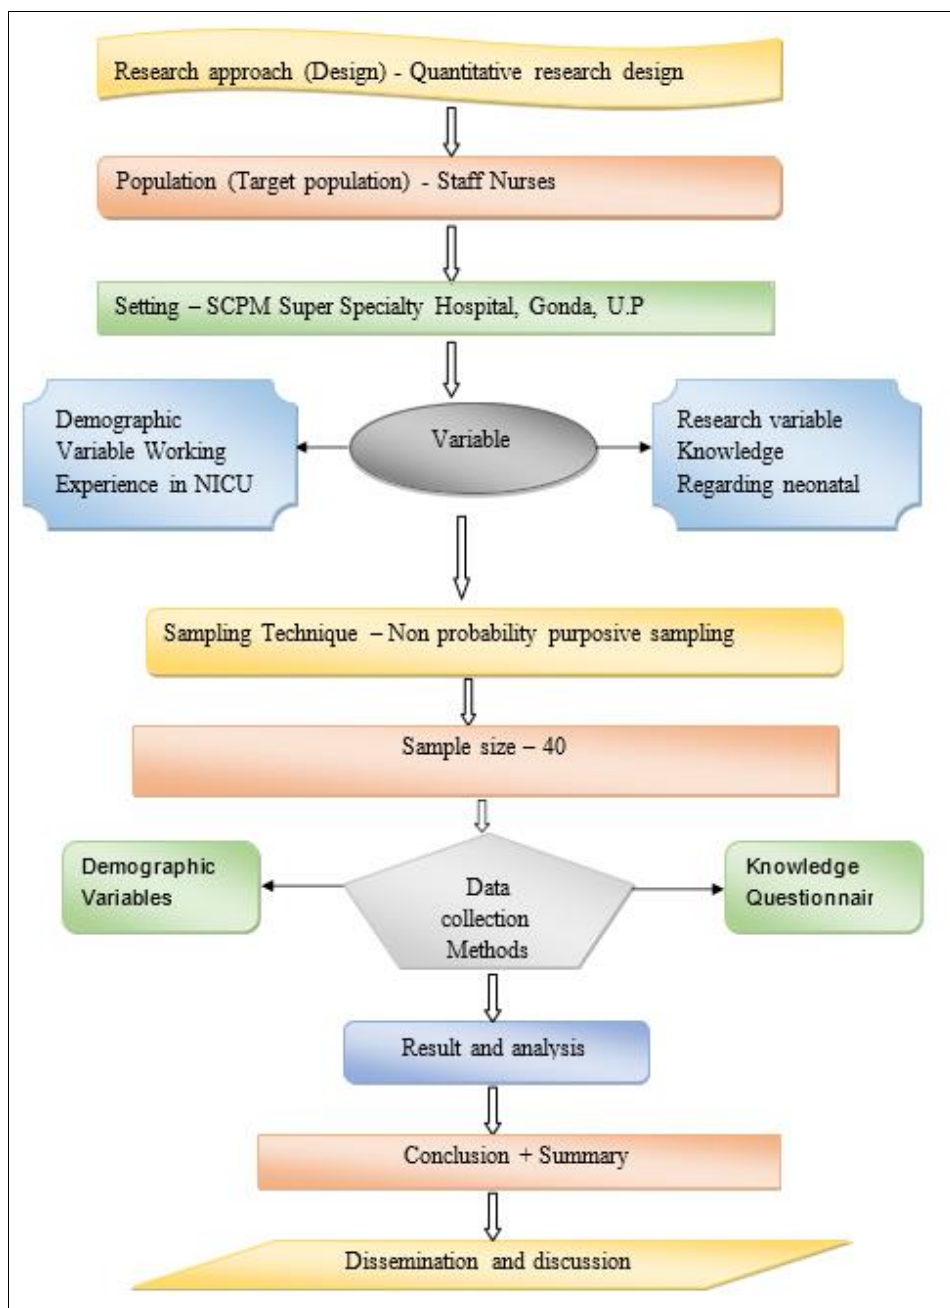 Research approach (Design) - Quantitative research design
Population (Target population) - Staff Nurses
Setting – SCPM Super Specialty Hospital, Gonda, U.P
Demographic
Variable Working
Experience in NICU
Variable
Research variable
Knowledge
Regarding neonatal
Sampling Technique – Non probability purposive sampling
Sample size – 40
Demographic
Variables
Data
collection
Methods
Knowledge
Questionnair
Result and analysis
Conclusion + Summary
Dissemination and discussion